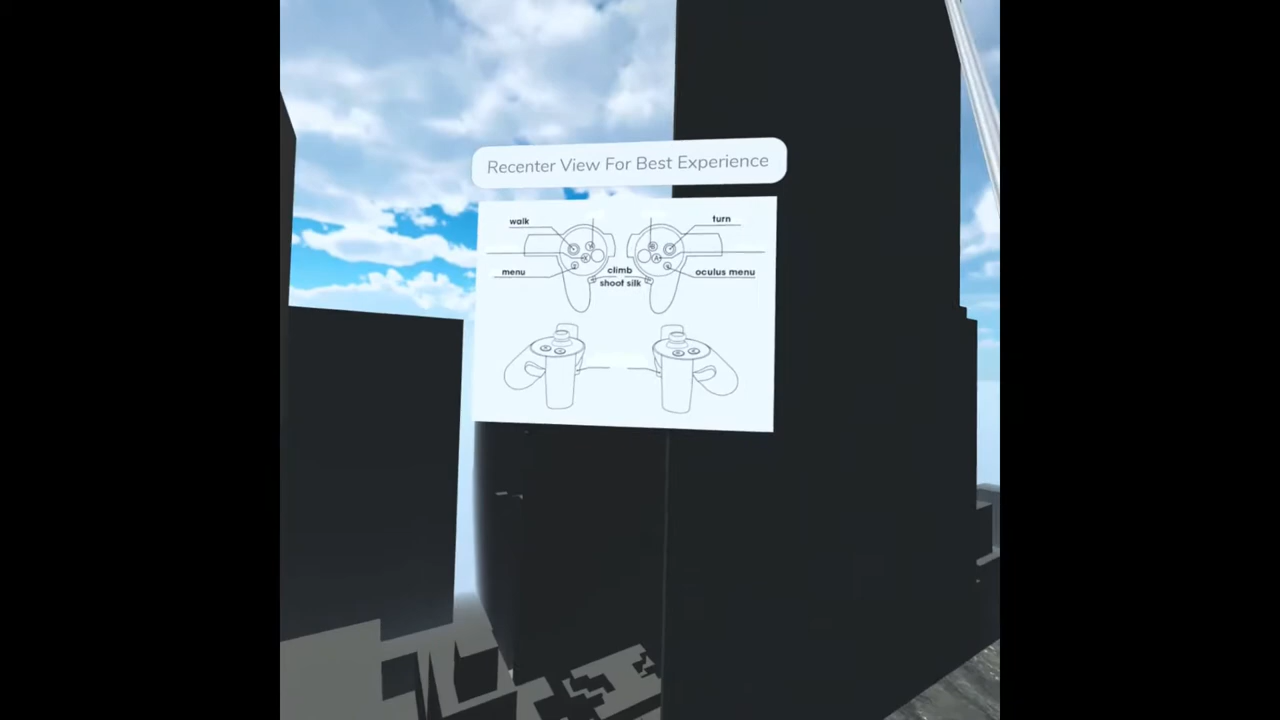 Recenter View For Best Experience
walk
turn
menu
climb
oculus menu
shoot silk